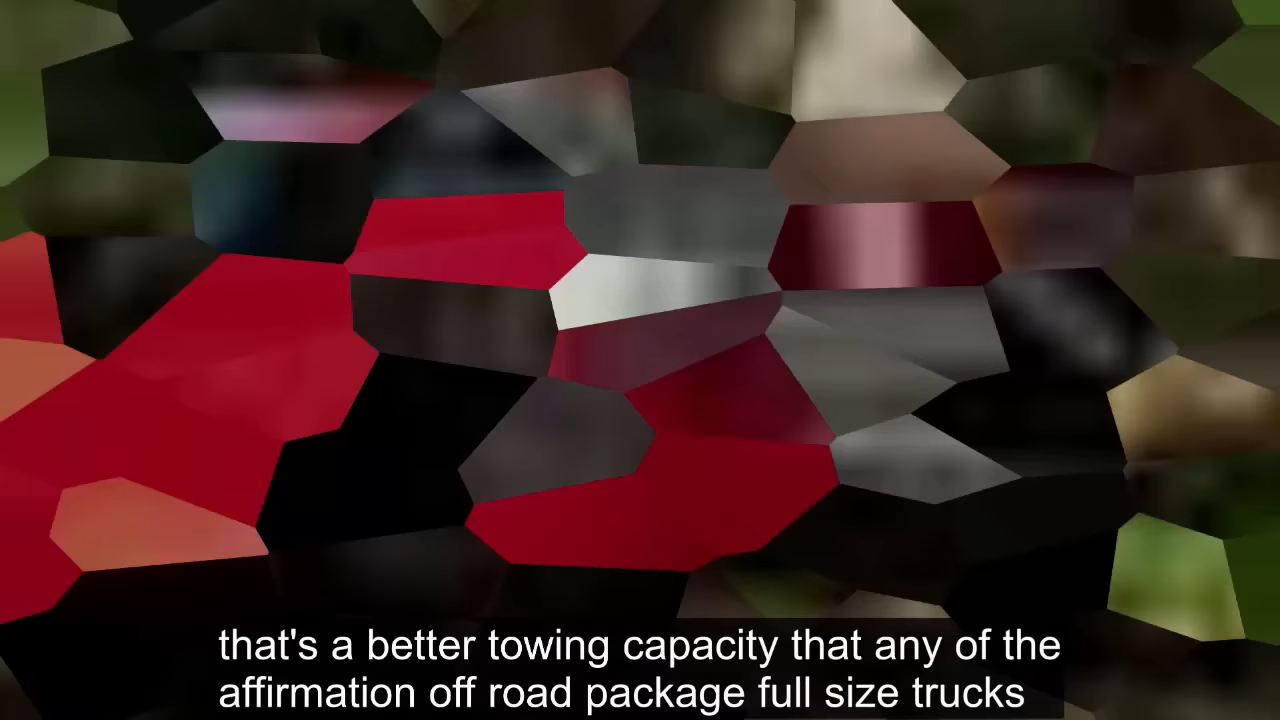 that's a better towing capacity that any of the
affirmation off road package full size trucks